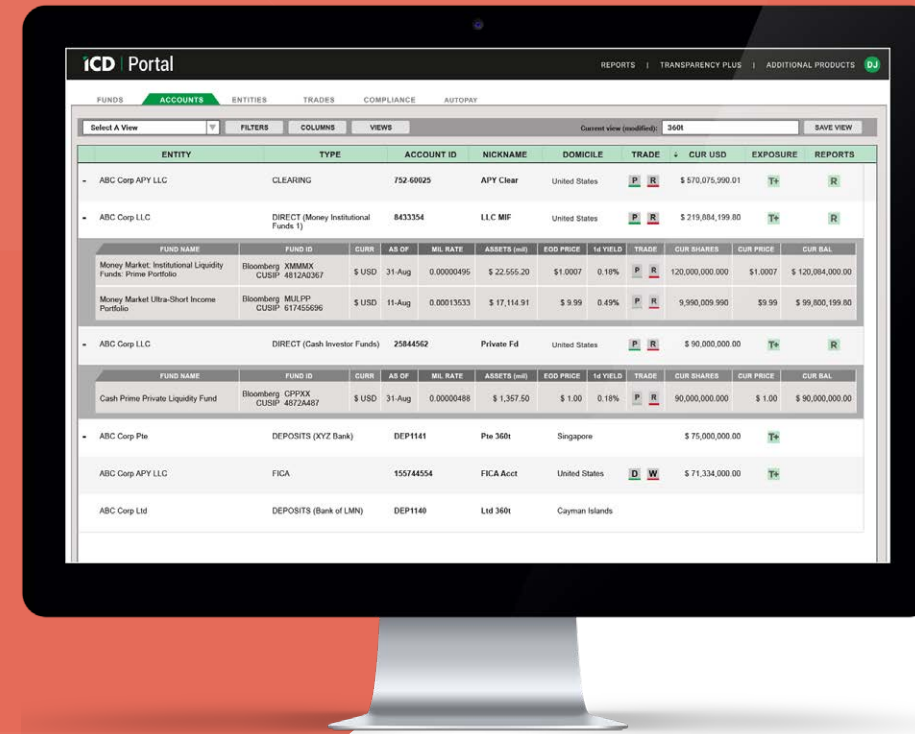 iCD | Portal
REPORTS | TRANSPARENCY PLUS | ADDITIONAL PRODUCTS DJ
FUNDS ACCOUNTS ENTITIES TRADES COMPLIANCE AUTOPAY
Select A View FILTERS COLUMNS VIEWS Current view (modified): 360t SAVE VIEW
ENTITY TYPE ACCOUNT ID NICKNAME DOMICILE TRADE CUR USD EXPOSURE REPORTS
- ABC Corp APY LLC CLEARING 752-60025 APY Clear United States P R $ 570,075,990.01 T+ R
- ABC Corp LLC DIRECT (Money Institutional Funds 1) 8433354 LLC MIF United States P R $ 219,884,199.80 T+ R
FUND NAME FUND ID CURR AS OF MIL RATE ASSETS (mil) EOD PRICE 1d YIELD TRADE CUR SHARES CUR PRICE CUR BAL
Money Market: Institutional Liquidity Funds: Prime Portfolio Bloomberg XMMMX CUSIP 4812A0367 $ USD 31-Aug 0.00000495 $ 22,555.20 $1.0007 0.18% P R 120,000,000.000 $1.0007 $ 120,084,000.00
Money Market Ultra-Short Income Portfolio Bloomberg MULPP CUSIP 617455696 $ USD 11-Aug 0.00013533 $ 17,114.91 $ 9.99 0.49% P R 9,990,009.990 $9.99 $ 99,800,199.80
- ABC Corp LLC DIRECT (Cash Investor Funds) 25844562 Private Fd United States P R $ 90,000,000.00 T+ R
FUND NAME FUND ID CURR AS OF MIL RATE ASSETS (mil) EOD PRICE 1d YIELD TRADE CUR SHARES CUR PRICE CUR BAL
Cash Prime Private Liquidity Fund Bloomberg CPPXX CUSIP 4872A487 $ USD 31-Aug 0.00000488 $ 1,357.50 $ 1.00 0.18% P R 90,000,000.000 $ 1.00 $ 90,000,000.00
- ABC Corp Pte DEPOSITS (XYZ Bank) DEP1141 Pte 360t Singapore $ 75,000,000.00 T+
ABC Corp APY LLC FICA 155744554 FICA Acct United States D W $ 71,334,000.00 T+
ABC Corp Ltd DEPOSITS (Bank of LMN) DEP1140 Ltd 360t Cayman Islands